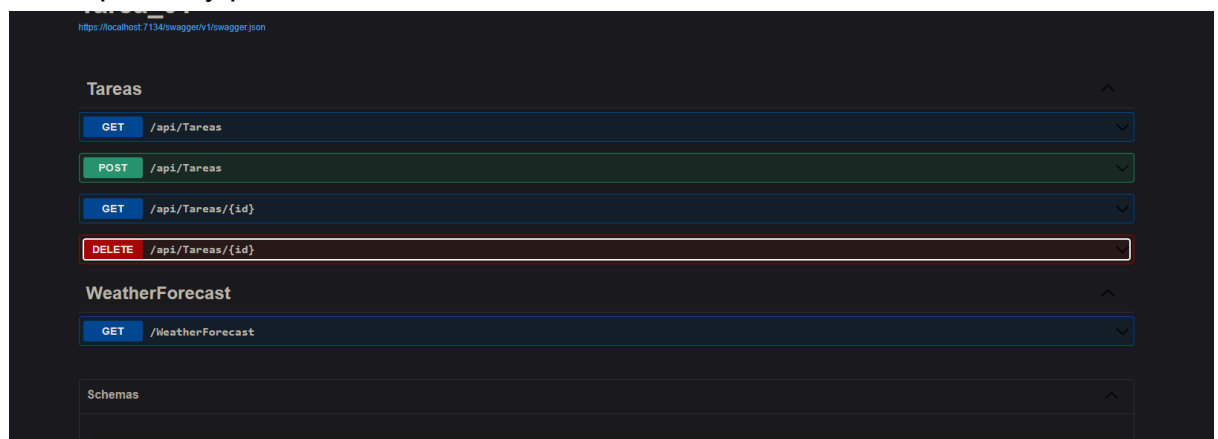 https://localhost:7134/swagger/v1/swagger.json
Tareas
GET /api/Tareas
POST /api/Tareas
GET /api/Tareas/{id}
DELETE /api/Tareas/{id}
WeatherForecast
GET /WeatherForecast
Schemas